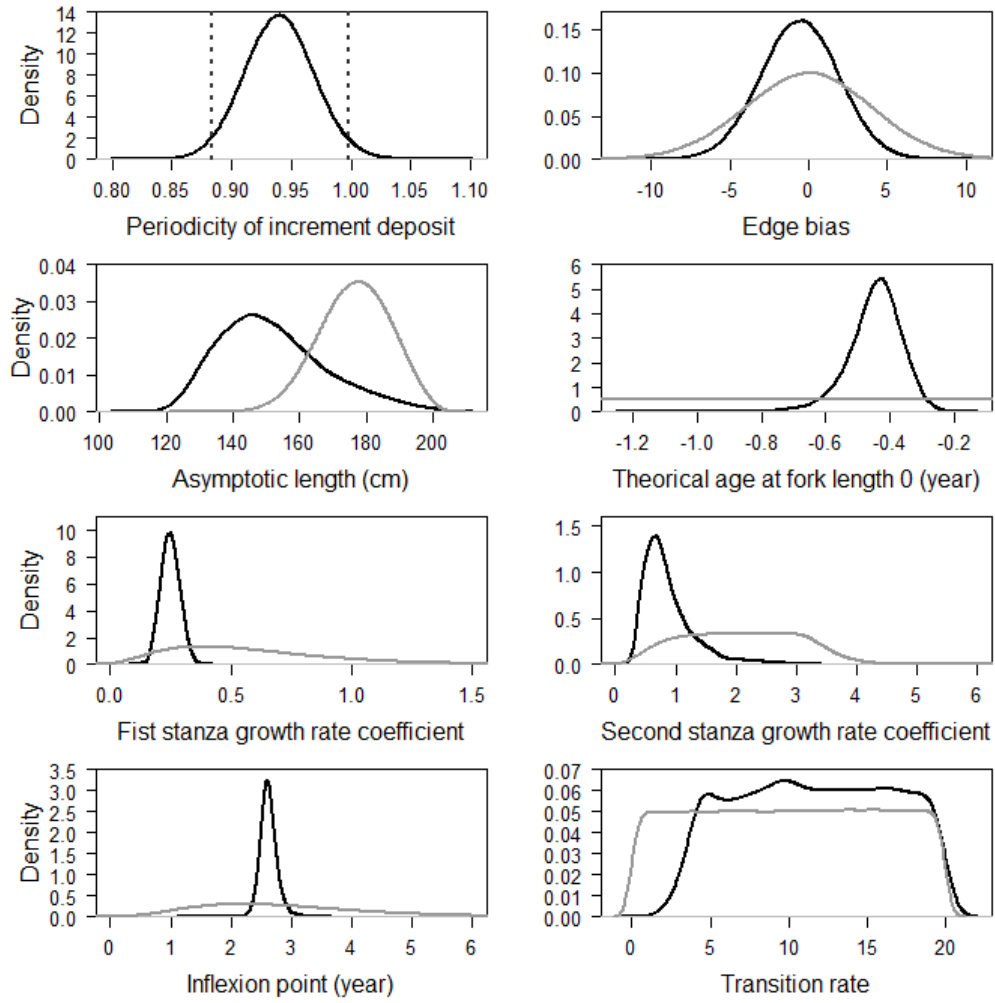 Density
14
12
10
8
6
4
2
0
0.80 0.85 0.90 0.95 1.00 1.05 1.10
Periodicity of increment deposit
0.15
0.10
0.05
0.00
-10 -5 0 5 10
Edge bias
Density
0.04
0.03
0.02
0.01
0.00
100 120 140 160 180 200
Asymptotic length (cm)
6
5
4
3
2
1
0
-1.2 -1.0 -0.8 -0.6 -0.4 -0.2
Theorical age at fork length 0 (year)
Density
10
8
6
4
2
0
0.0 0.5 1.0 1.5
Fist stanza growth rate coefficient
1.5
1.0
0.5
0.0
0 1 2 3 4 5 6
Second stanza growth rate coefficient
Density
3.5
3.0
2.5
2.0
1.5
1.0
0.5
0.0
0 1 2 3 4 5 6
Inflexion point (year)
0.07
0.06
0.05
0.04
0.03
0.02
0.01
0.00
0 5 10 15 20
Transition rate